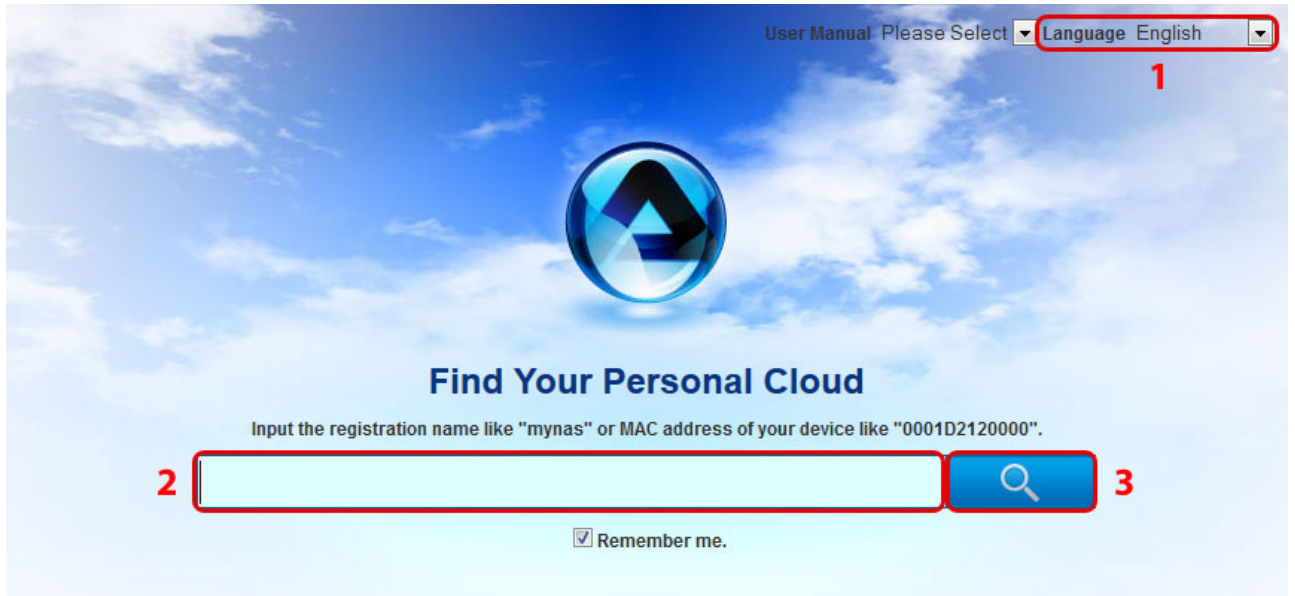 User Manual Please Select Language English
1
Find Your Personal Cloud
Input the registration name like "mynas" or MAC address of your device like "0001D2120000".
2
3
Remember me.